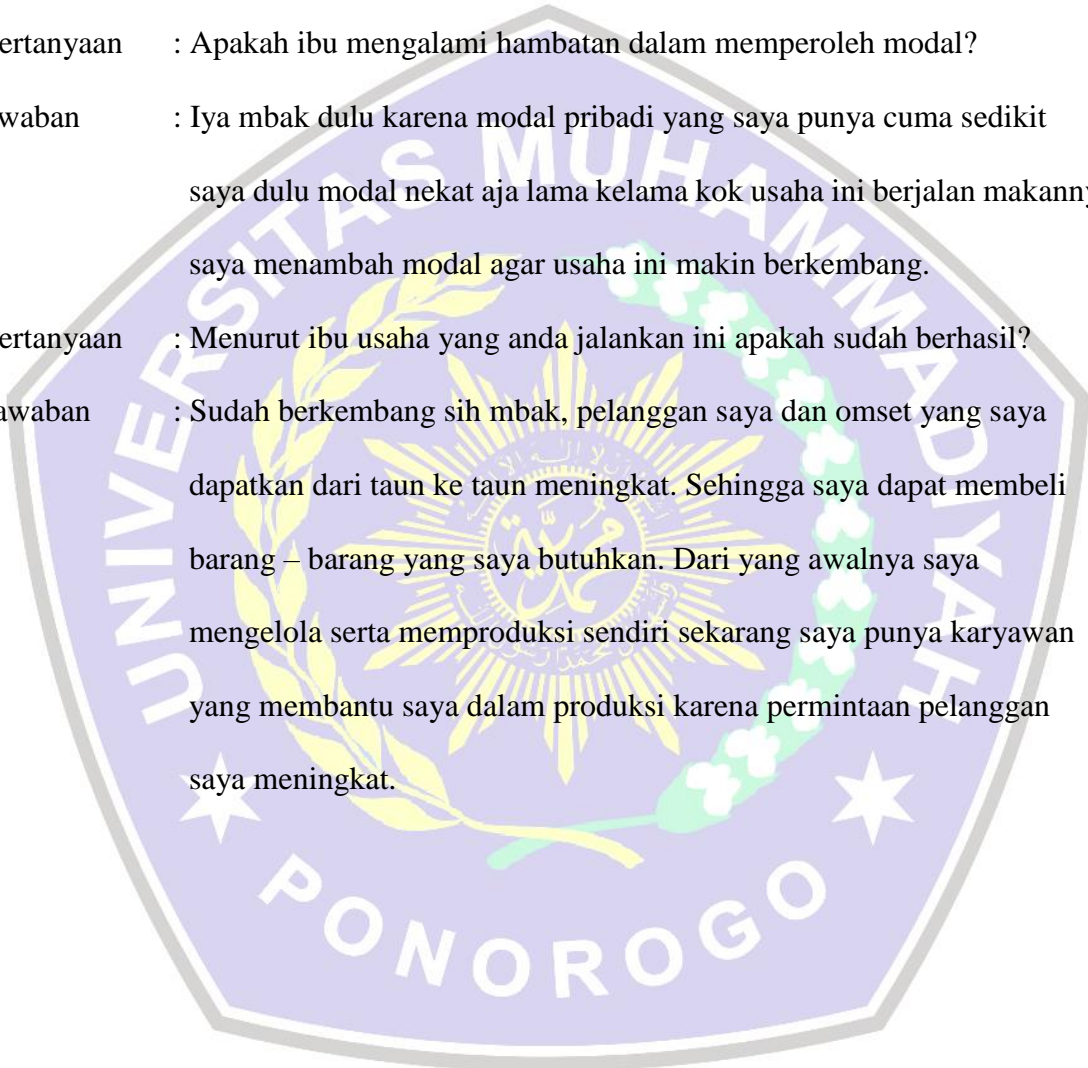 ertanyaan : Apakah ibu mengalami hambatan dalam memperoleh modal?
waban : Iya mbak dulu karena modal pribadi yang saya punya cuma sedikit
saya dulu modal nekat aja lama kelama kok usaha ini berjalan makanny
saya menambah modal agar usaha ini makin berkembang.
ertanyaan : Menurut ibu usaha yang anda jalankan ini apakah sudah berhasil?
awaban : Sudah berkembang sih mbak, pelanggan saya dan omset yang saya
dapatkan dari taun ke taun meningkat. Sehingga saya dapat membeli
barang – barang yang saya butuhkan. Dari yang awalnya saya
mengelola serta memproduksi sendiri sekarang saya punya karyawan
yang membantu saya dalam produksi karena permintaan pelanggan
saya meningkat.
UNIVERSITAS MUHAMMADIYAH
PONOROGO